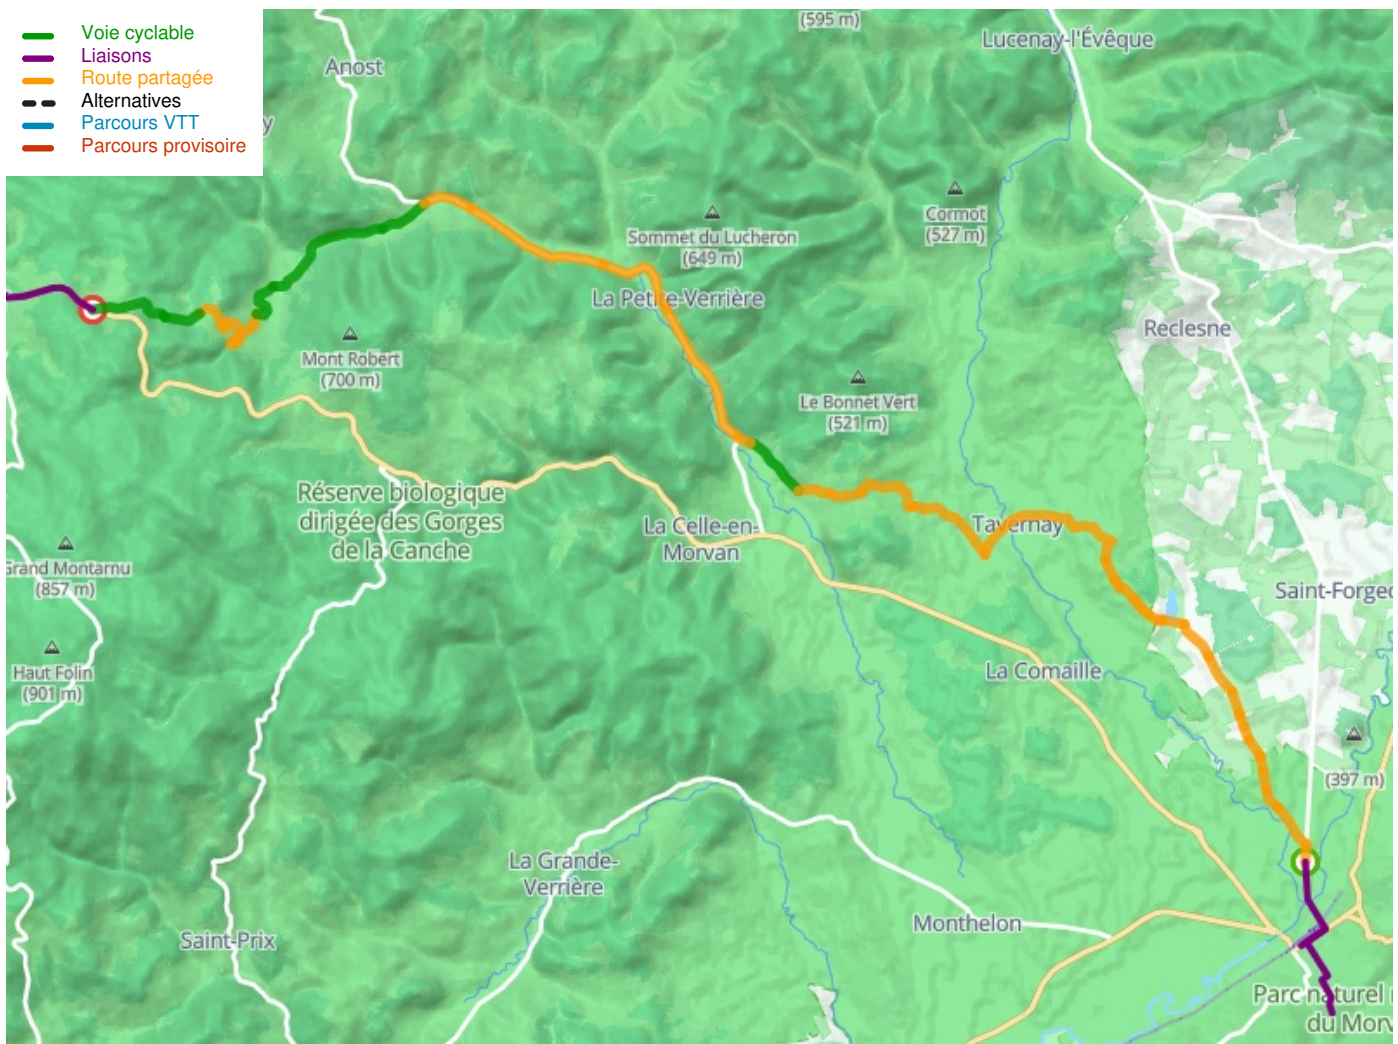 Voie cyclable
Liaisons
Route partagée
Alternatives
Parcours VTT
Parcours provisoire
(595 m)
Lucenay-l'Évêque
Anost
y
Cormot
(527 m)
Sommet du Lucheron
(649 m)
La Petite-Verrière
Reclesne
Mont Robert
(700 m)
Le Bonnet Vert
(521 m)
Réserve biologique
dirigée des Gorges
de la Canche
La Celle-en-
Morvan
Tavernay
Grand Montarnu
(857 m)
Saint-Forgeo
Haut Folin
(901 m)
La Comaille
(397 m)
La Grande-
Verrière
Monthelon
Saint-Prix
Parc naturel r
du Morv